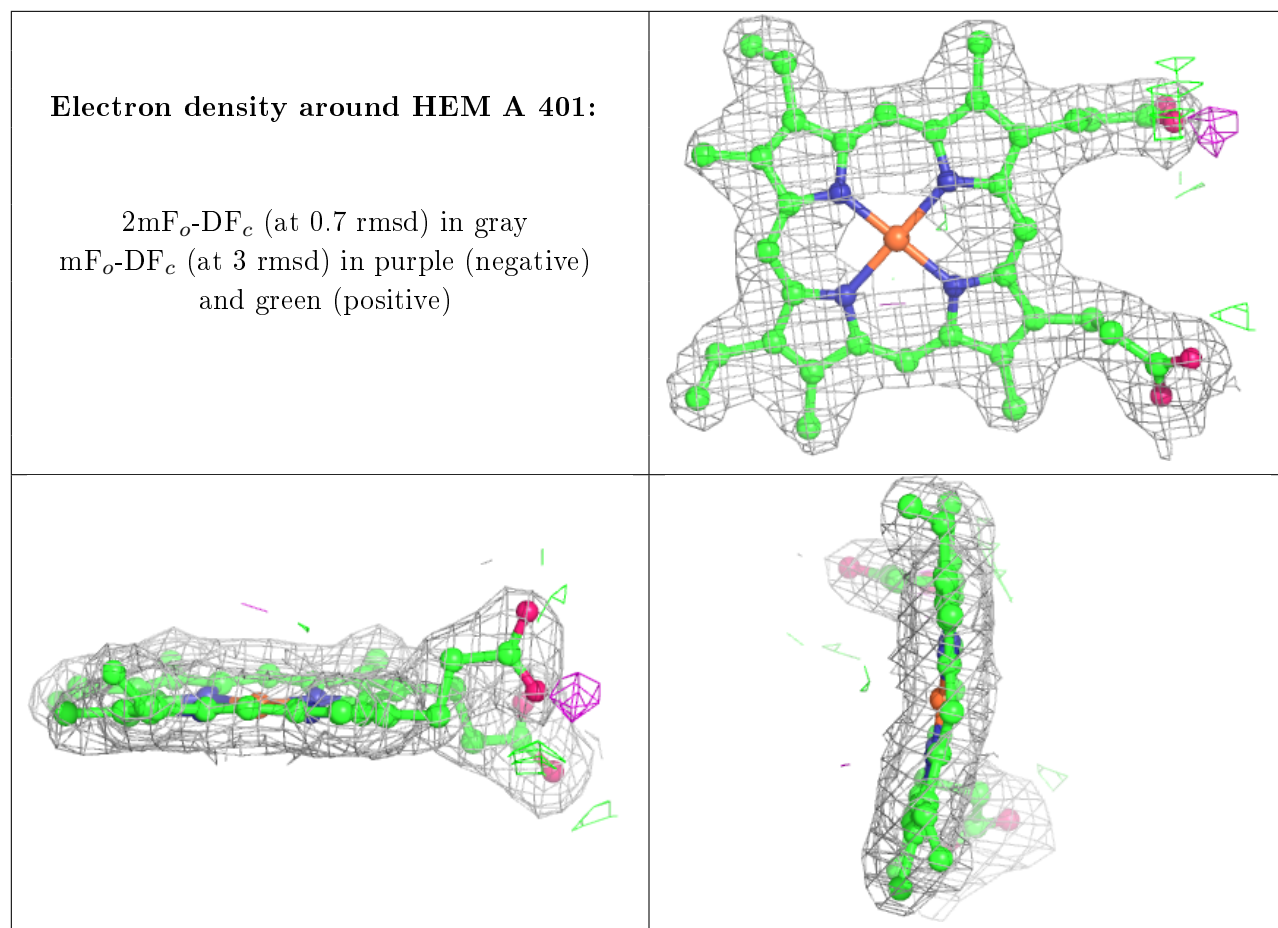 Electron density around HEM A 401:
2mFo-DFc (at 0.7 rmsd) in gray
mFo-DFc (at 3 rmsd) in purple (negative)
and green (positive)